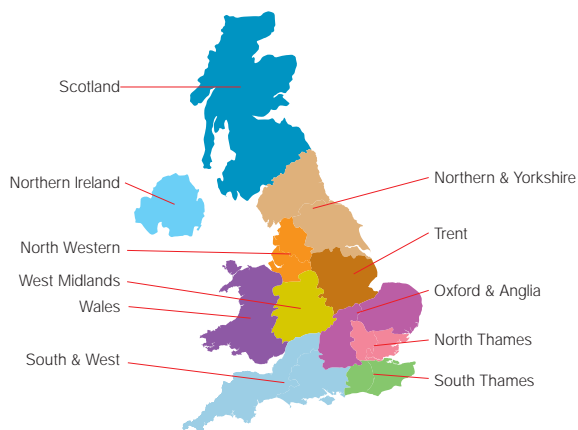 Scotland
Northern Ireland
North Western
West Midlands
Wales
South & West
Northern & Yorkshire
Trent
Oxford & Anglia
North Thames
South Thames